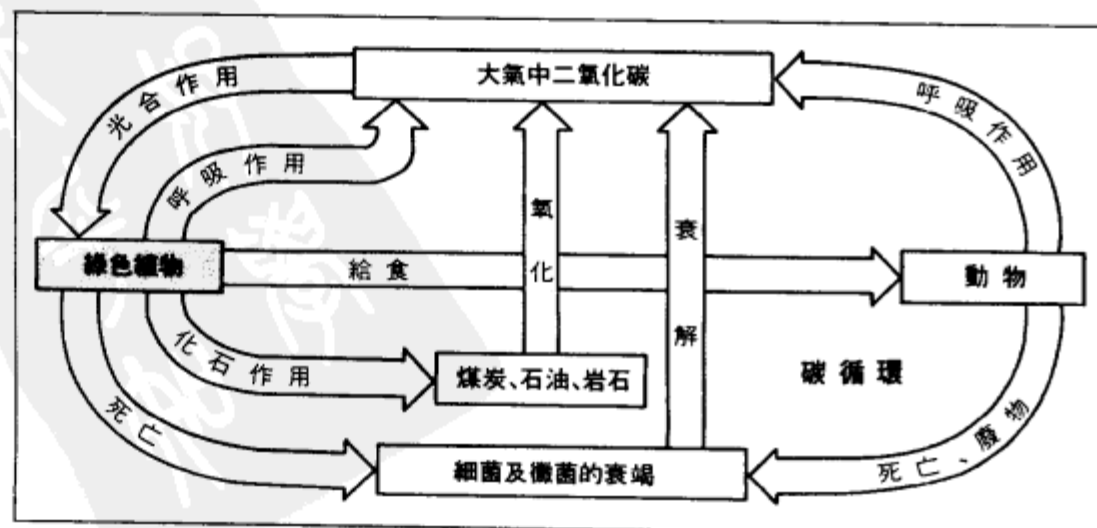 大氣中二氧化碳
光合作用
呼吸作用
呼吸作用
氧化
衰解
綠色植物
給食
動物
化石作用
煤炭、石油、岩石
碳循環
死亡
細菌及黴菌的衰竭
死亡、廢物